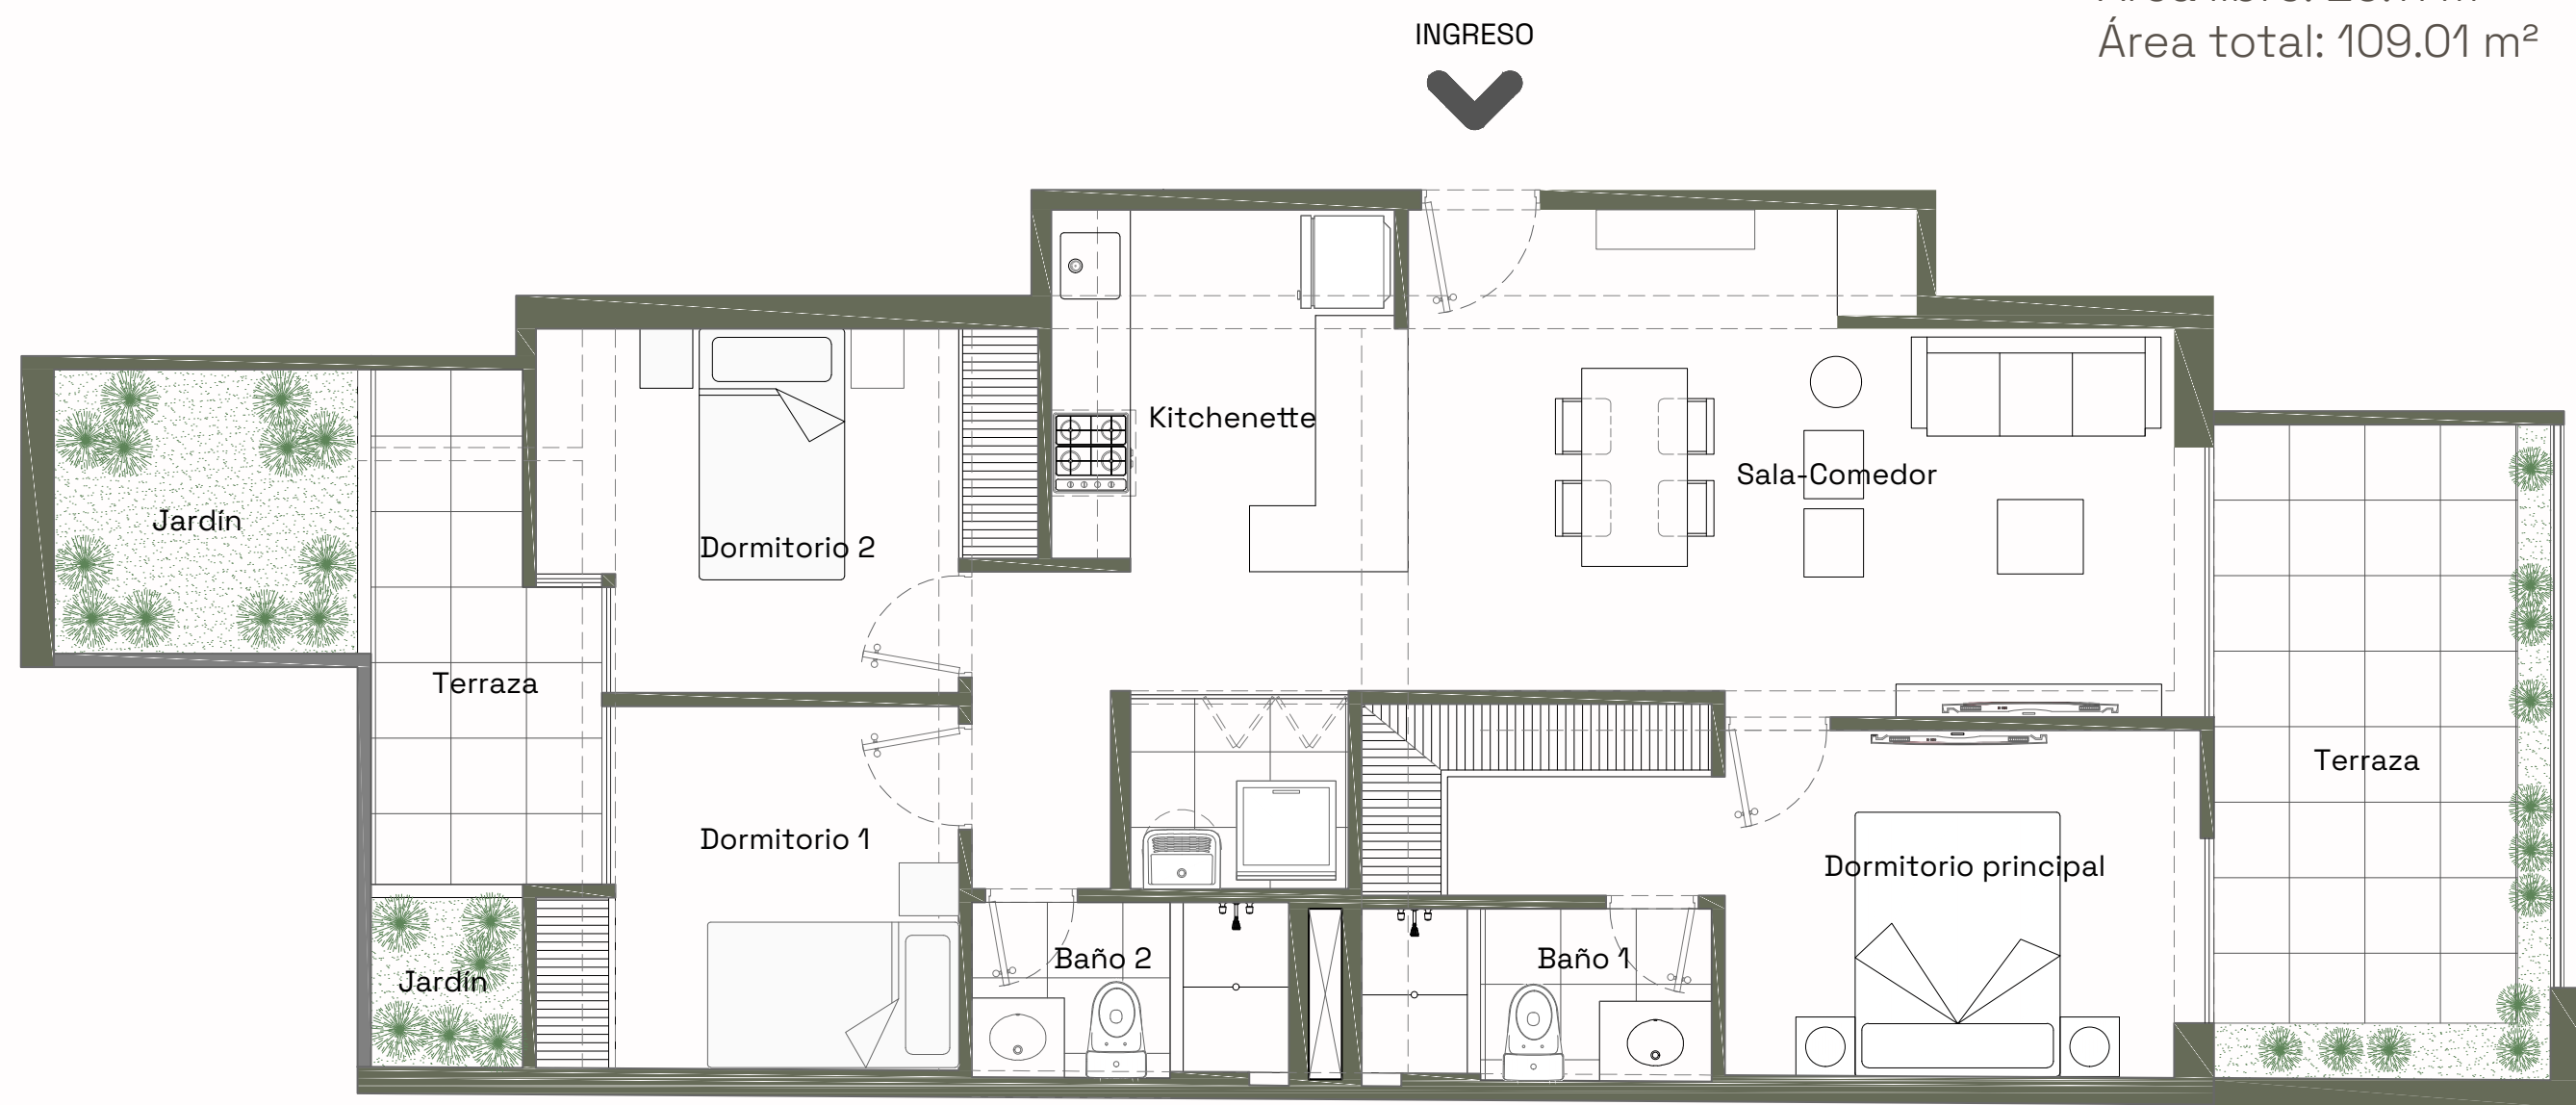 INGRESO
Área total: 109.01 m²
Kitchenette
Sala-Comedor
Jardín
Dormitorio 2
Terraza
Terraza
Dormitorio 1
Dormitorio principal
Baño 2
Baño 1
Jardín